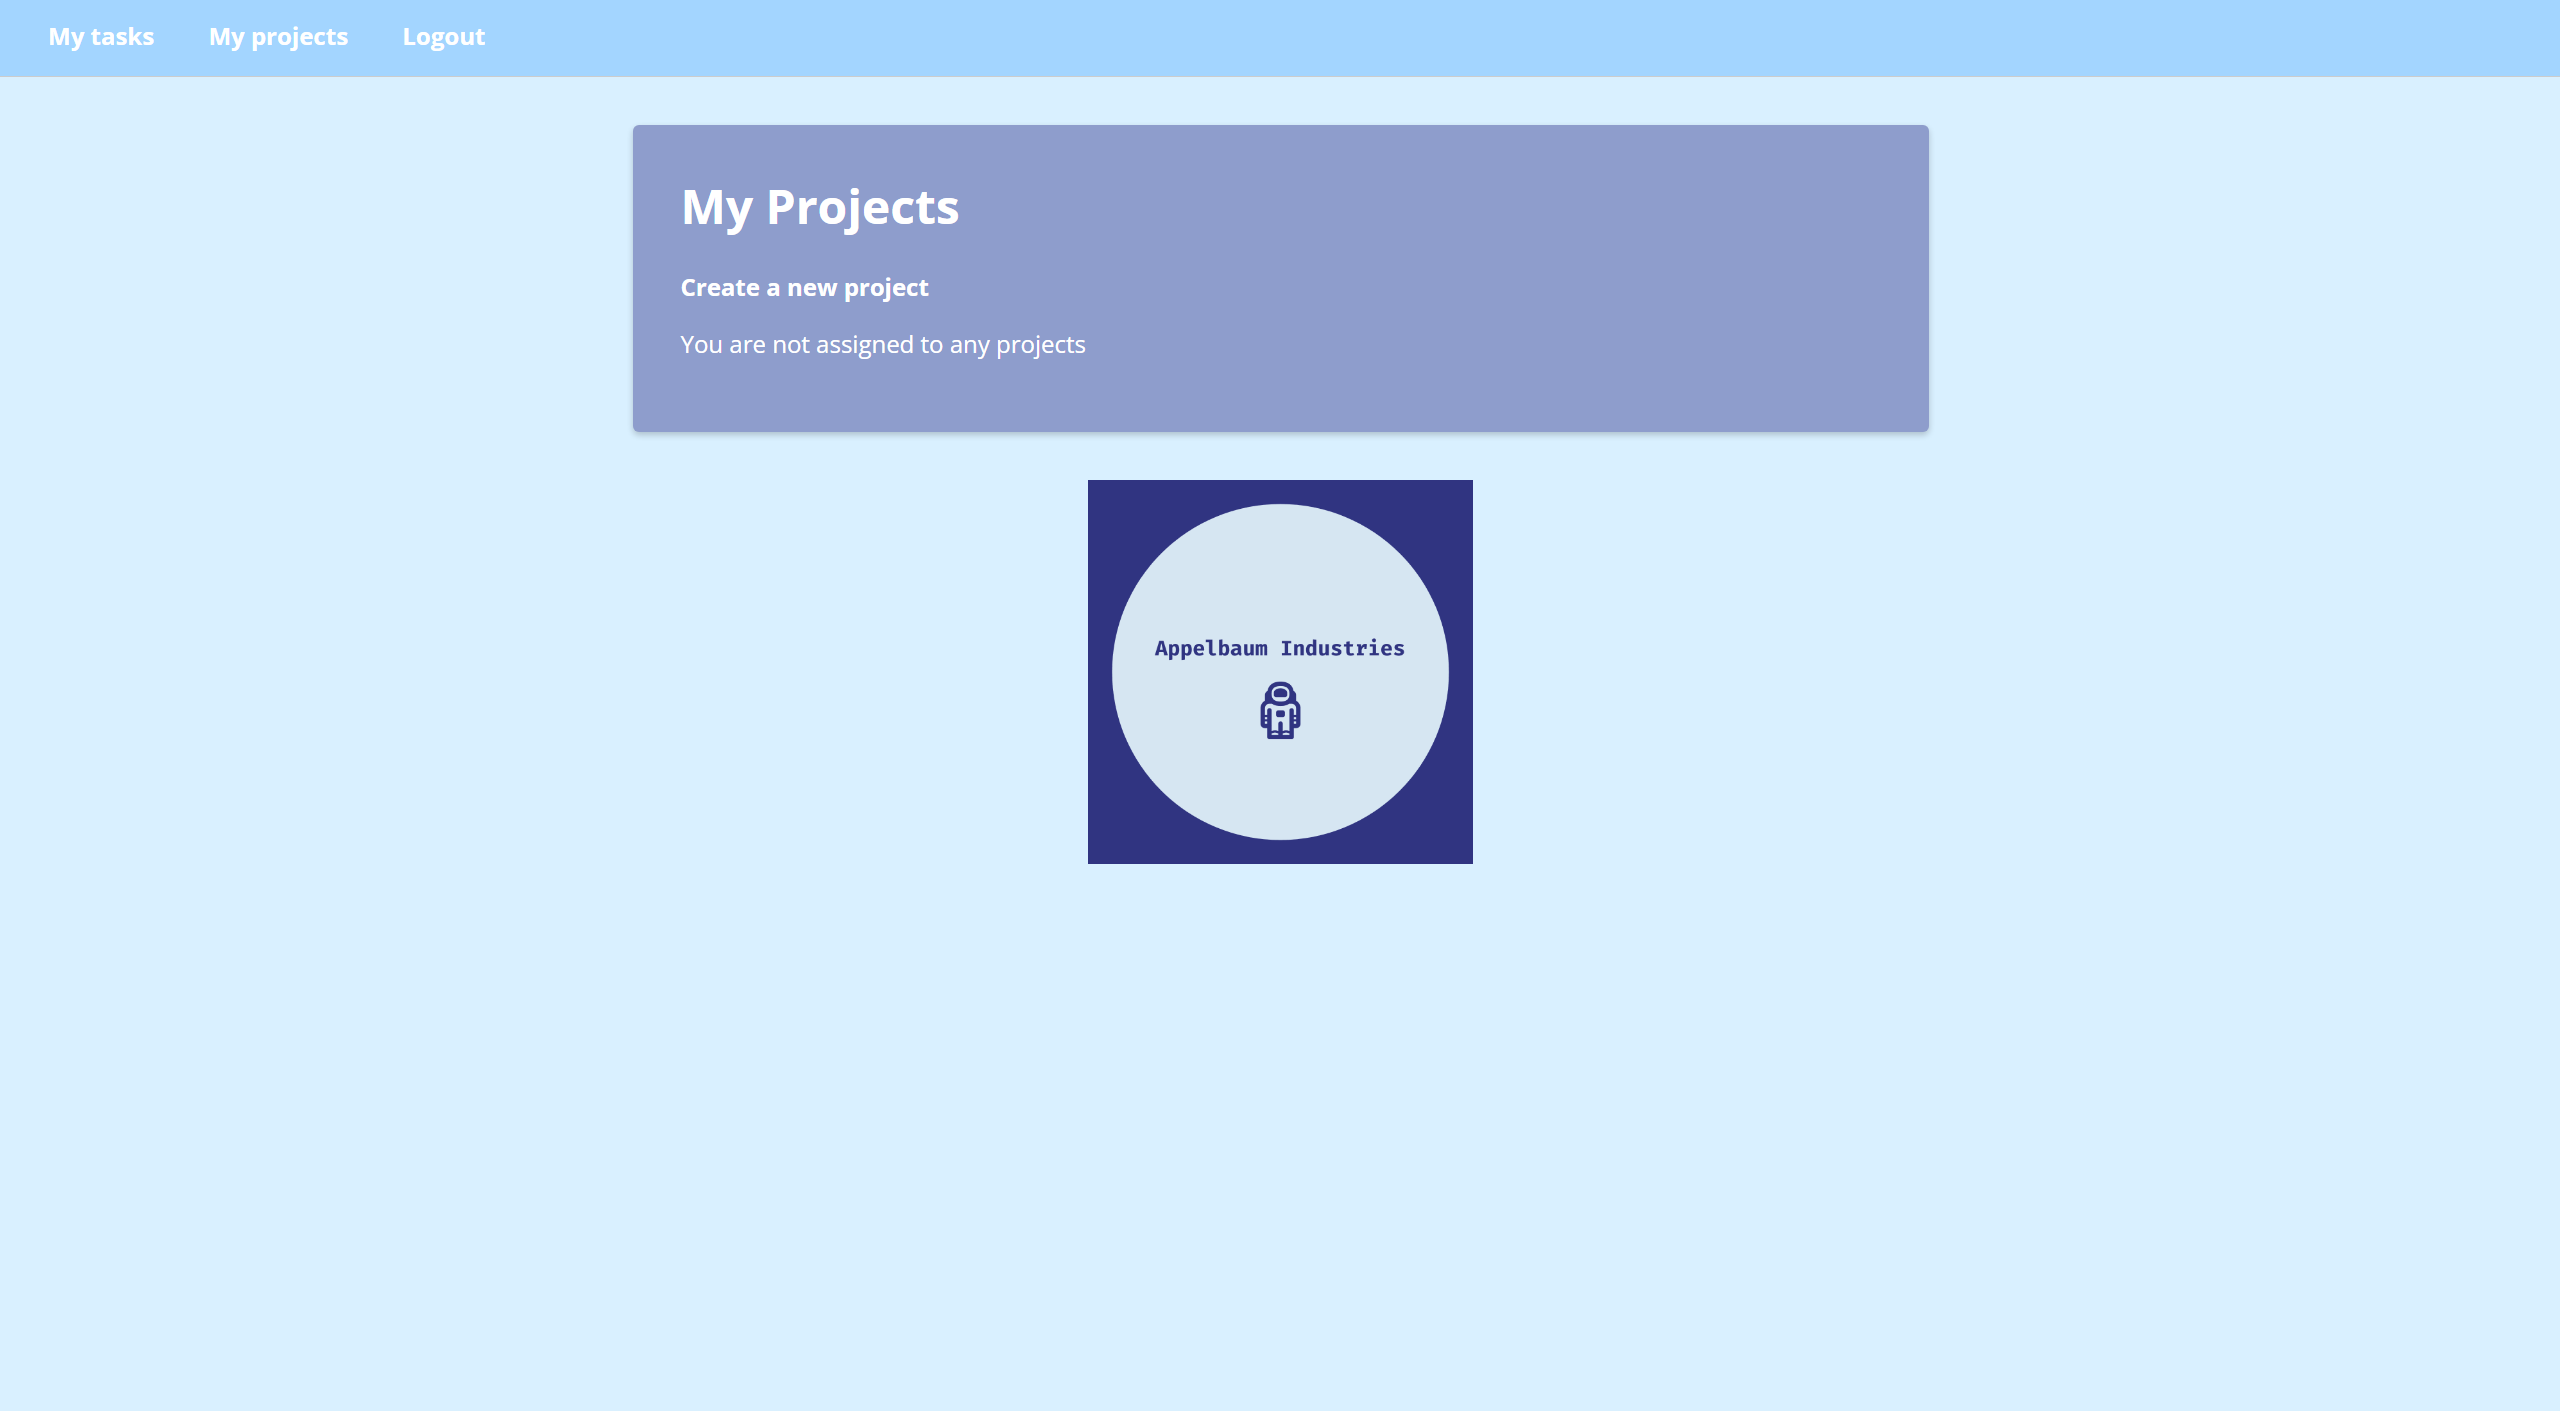 My tasks My projects Logout
My Projects
Create a new project
You are not assigned to any projects
Appelbaum Industries